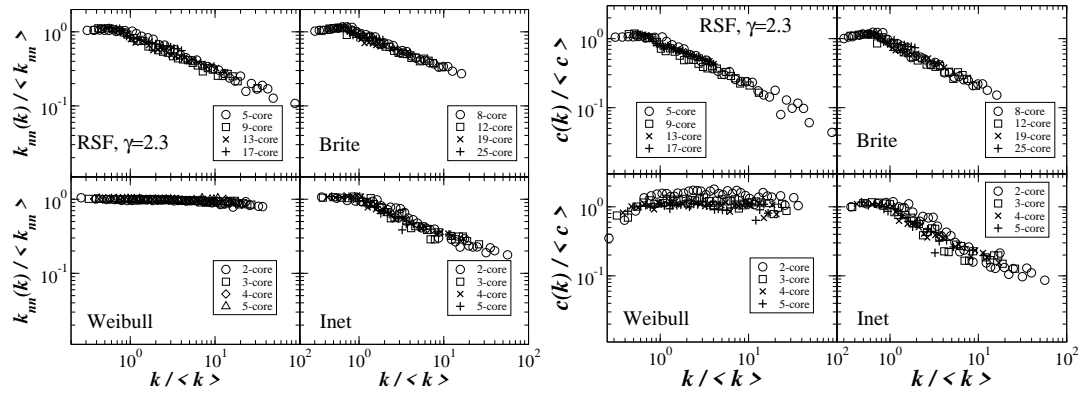 k_nn(k) / < k_nn >
10^0
10^-1
RSF, γ=2.3
5-core
9-core
13-core
17-core
Brite
8-core
12-core
19-core
25-core
k_nn(k) / < k_nn >
10^0
10^-1
Weibull
2-core
3-core
4-core
5-core
Inet
2-core
3-core
4-core
5-core
10^0 10^1 10^0 10^1 10^2
k / < k > k / < k >
c(k) / < c >
10^0
10^-1
RSF, γ=2.3
5-core
9-core
13-core
17-core
Brite
8-core
12-core
19-core
25-core
c(k) / < c >
10^0
10^-1
Weibull
2-core
3-core
4-core
5-core
Inet
2-core
3-core
4-core
5-core
10^0 10^1 10^0 10^1 10^2
k / < k > k / < k >